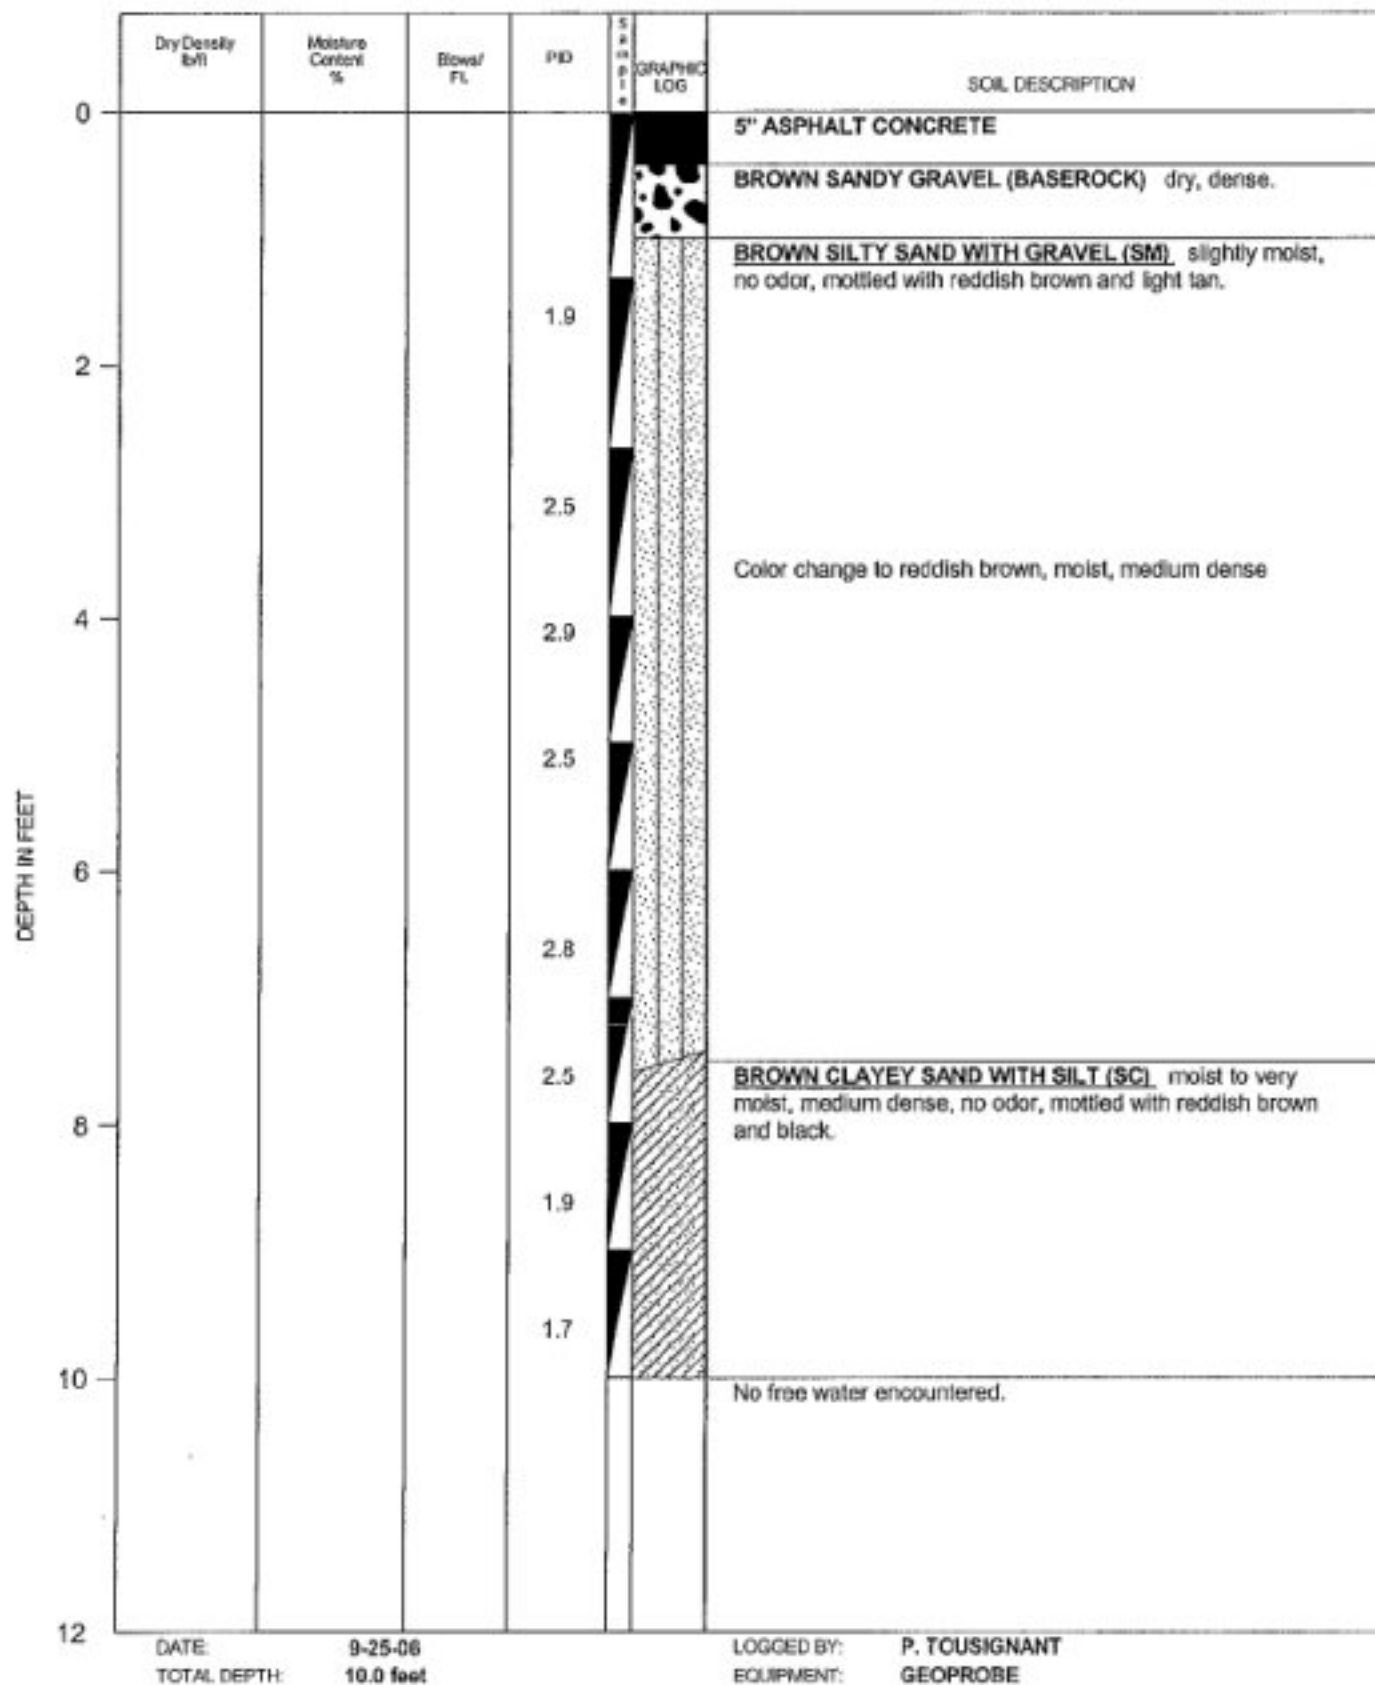 Dry Density
lb/ft
Moisture
Content
%
Blows/
Ft.
PID
Sample
GRAPHIC
LOG
SOIL DESCRIPTION
0
5" ASPHALT CONCRETE
BROWN SANDY GRAVEL (BASEROCK) dry, dense.
BROWN SILTY SAND WITH GRAVEL (SM) slightly moist,
no odor, mottled with reddish brown and light tan.
1.9
2
2.5
Color change to reddish brown, moist, medium dense
4
2.9
2.5
DEPTH IN FEET
6
2.8
2.5
BROWN CLAYEY SAND WITH SILT (SC) moist to very
moist, medium dense, no odor, mottled with reddish brown
and black.
8
1.9
1.7
10
No free water encountered.
12
DATE: 9-25-06
TOTAL DEPTH: 10.0 feet
LOGGED BY: P. TOUSIGNANT
EQUIPMENT: GEOPROBE